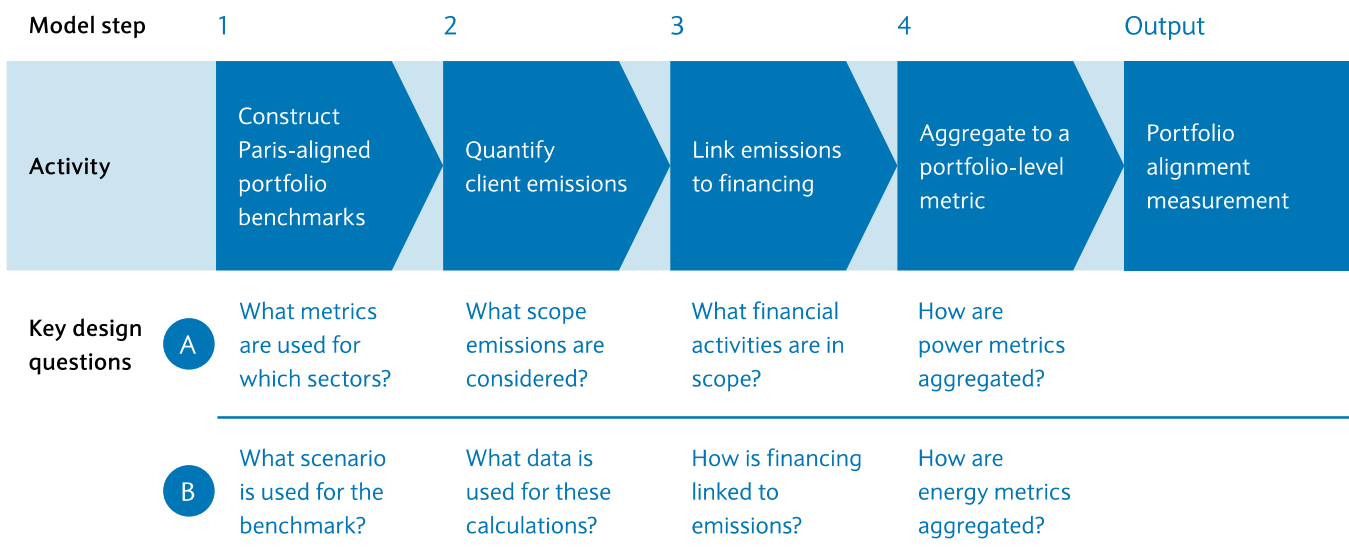 Model step
1
2
3
4
Output
Activity
Construct
Paris-aligned
portfolio
benchmarks
Quantify
client emissions
Link emissions
to financing
Aggregate to a
portfolio-level
metric
Portfolio
alignment
measurement
Key design
questions
A
What metrics
are used for
which sectors?
What scope
emissions are
considered?
What financial
activities are in
scope?
How are
power metrics
aggregated?
B
What scenario
is used for the
benchmark?
What data is
used for these
calculations?
How is financing
linked to
emissions?
How are
energy metrics
aggregated?